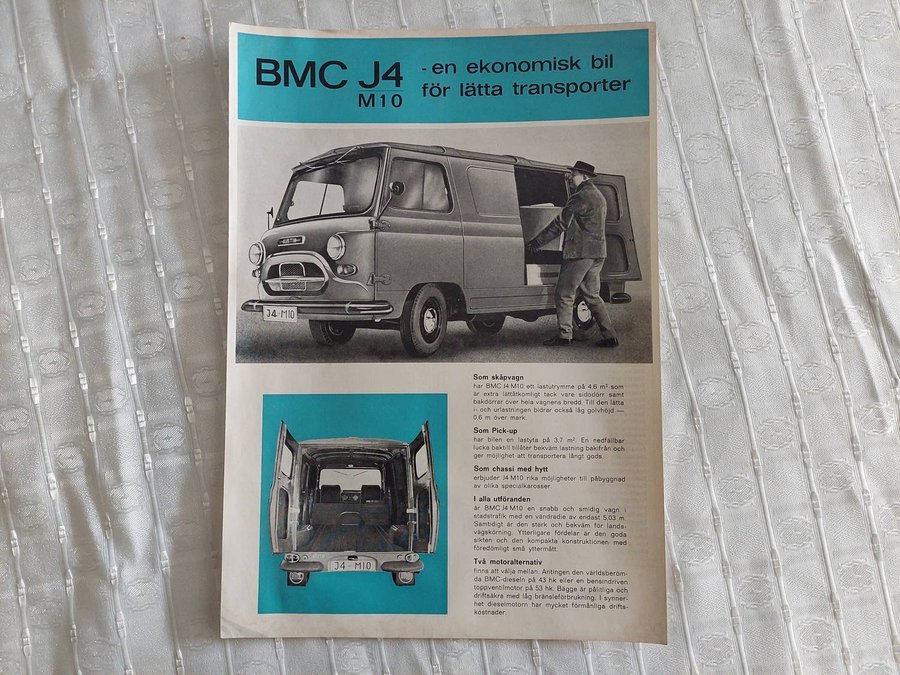 BMC J4
M10
- en ekonomisk bil
för lätta transporter
J4-M10
Som skåpvagn
har BMC J4 M10 ett lastutrymme på 4,6 m³ som
är extra lättåtkomligt tack vare sidodörr samt
bakdörrar över hela vagnens bredd. Till den lätta
i- och urlastningen bidrar också låg golvhöjd —
0,6 m över mark.
Som Pick-up
har bilen en lastyta på 3,7 m². En nedfällbar
lucka baktill tillåter bekväm lastning bakifrån och
ger möjlighet att transportera långt gods.
Som chassi med hytt
erbjuder J4 M10 rika möjligheter till påbyggnad
av olika specialkarosser.
I alla utföranden
är BMC J4 M10 en snabb och smidig vagn i
stadstrafik med en vändradie av endast 5,03 m.
Samtidigt är den stark och bekväm för lands-
vägskörning. Ytterligare fördelar är den goda
sikten och den kompakta konstruktionen med
föredömligt små yttermått.
Två motoralternativ
finns att välja mellan: Antingen den världsberöm-
da BMC-dieseln på 43 hk eller en bensindriven
toppventilmotor på 53 hk. Bägge är pålitliga och
driftsäkra med låg bränsleförbrukning. I synner-
het dieselmotorn har mycket förmånliga drifts-
kostnader.
J4-M10